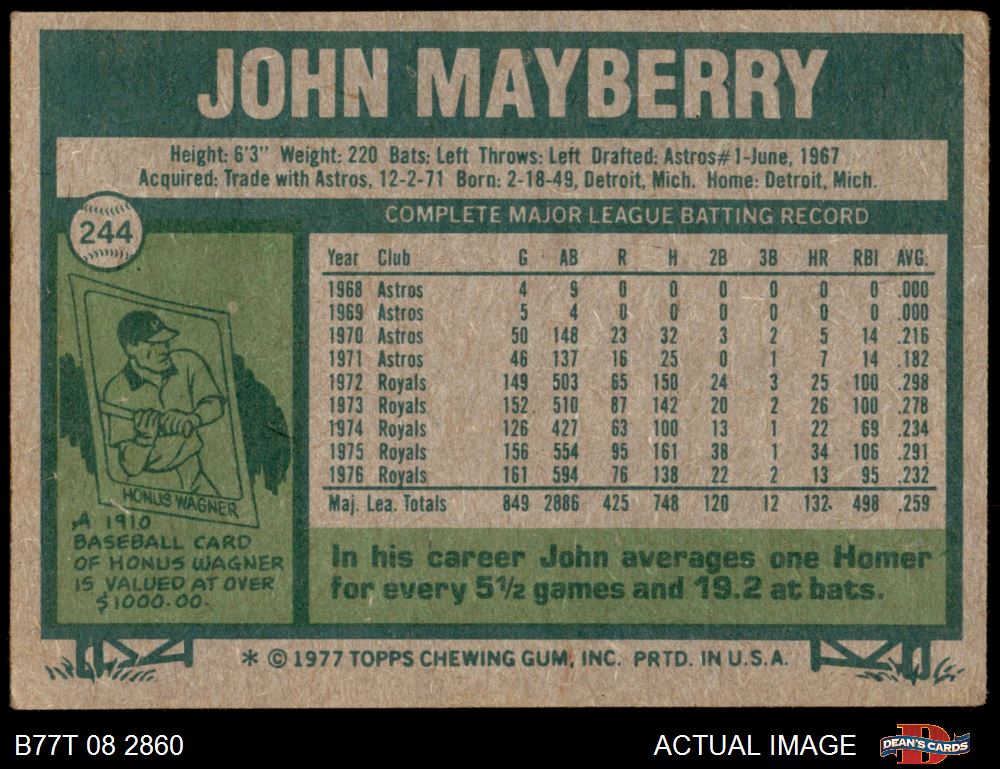 JOHN MAYBERRY
Height: 6'3" Weight: 220 Bats: Left Throws: Left Drafted: Astros#1-June, 1967
Acquired: Trade with Astros, 12-2-71 Born: 2-18-49, Detroit, Mich. Home: Detroit, Mich.
244
COMPLETE MAJOR LEAGUE BATTING RECORD
Year Club G AB R H 2B 3B HR RBI AVG.
1968 Astros 4 9 0 0 0 0 0 0 .000
1969 Astros 5 4 0 0 0 0 0 0 .000
1970 Astros 50 148 23 32 3 2 5 14 .216
1971 Astros 46 137 16 25 0 1 7 14 .182
1972 Royals 149 503 65 150 24 3 25 100 .298
1973 Royals 152 510 87 142 20 2 26 100 .278
1974 Royals 126 427 63 100 13 1 22 69 .234
1975 Royals 156 554 95 161 38 1 34 106 .291
1976 Royals 161 594 76 138 22 2 13 95 .232
Maj. Lea. Totals 849 2886 425 748 120 12 132 498 .259
HONUS WAGNER
A 1910
BASEBALL CARD
OF HONUS WAGNER
IS VALUED AT OVER
$1000.00.
In his career John averages one Homer
for every 5½ games and 19.2 at bats.
* © 1977 TOPPS CHEWING GUM, INC. PRTD. IN U.S.A.
B77T 08 2860
ACTUAL IMAGE
DEAN'S CARDS